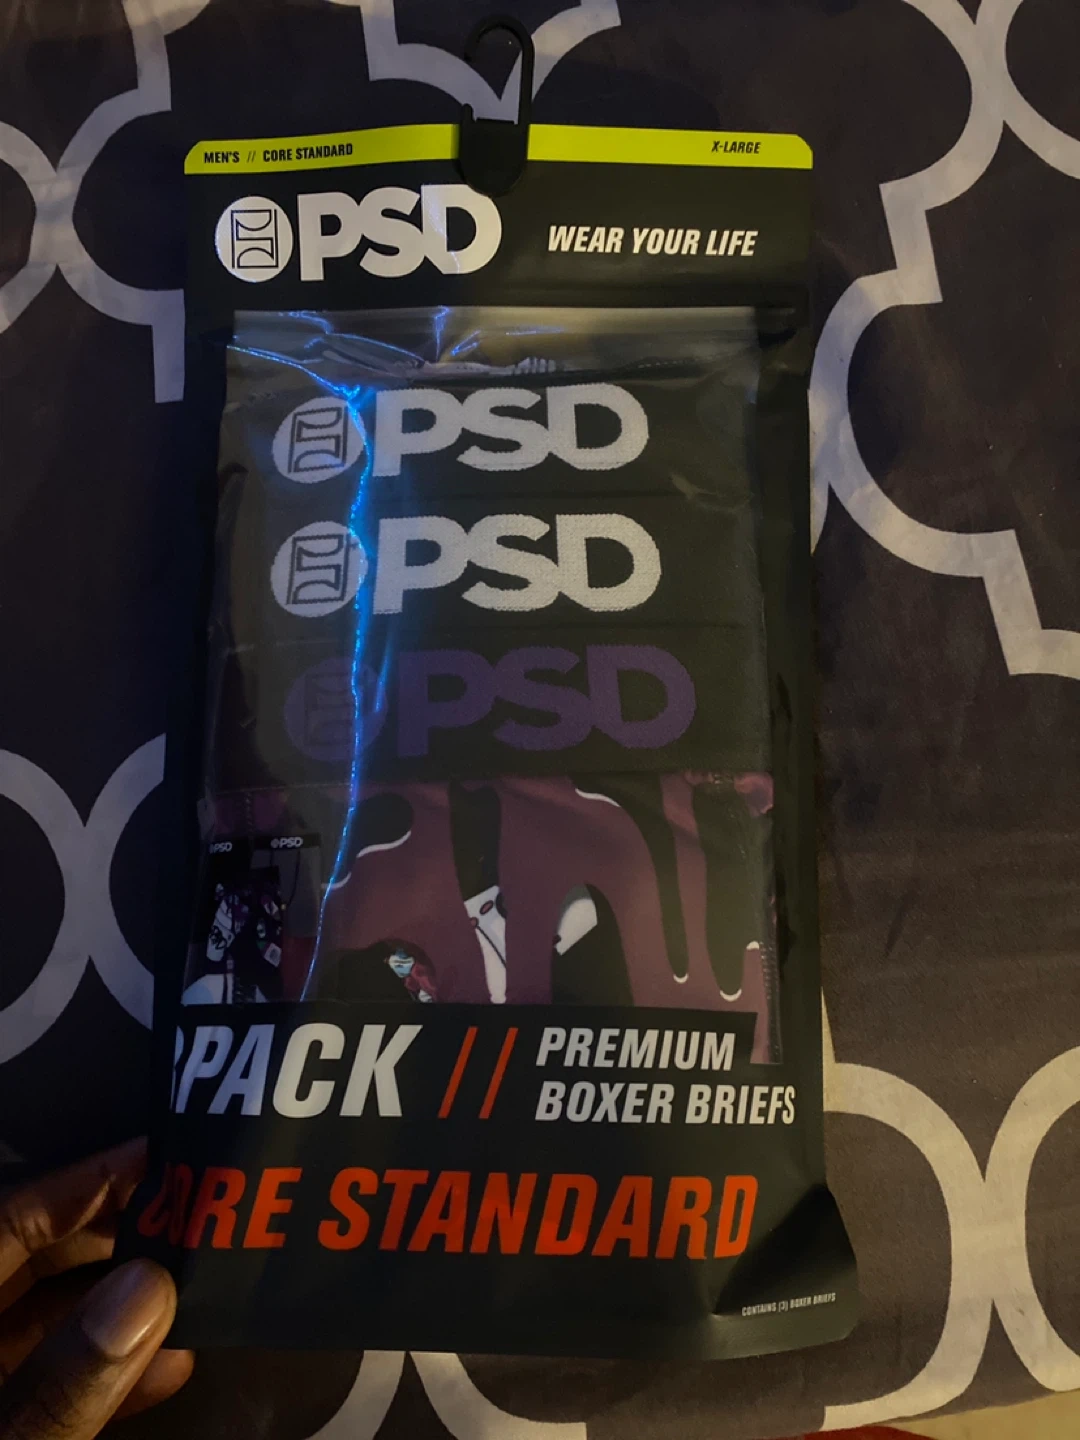 MEN'S // CORE STANDARD
X-LARGE
PSD
WEAR YOUR LIFE
PSD
PSD
PSD
PSD
PSD
PACK // PREMIUM
BOXER BRIEFS
CORE STANDARD
CONTAINS (3) BOXER BRIEFS